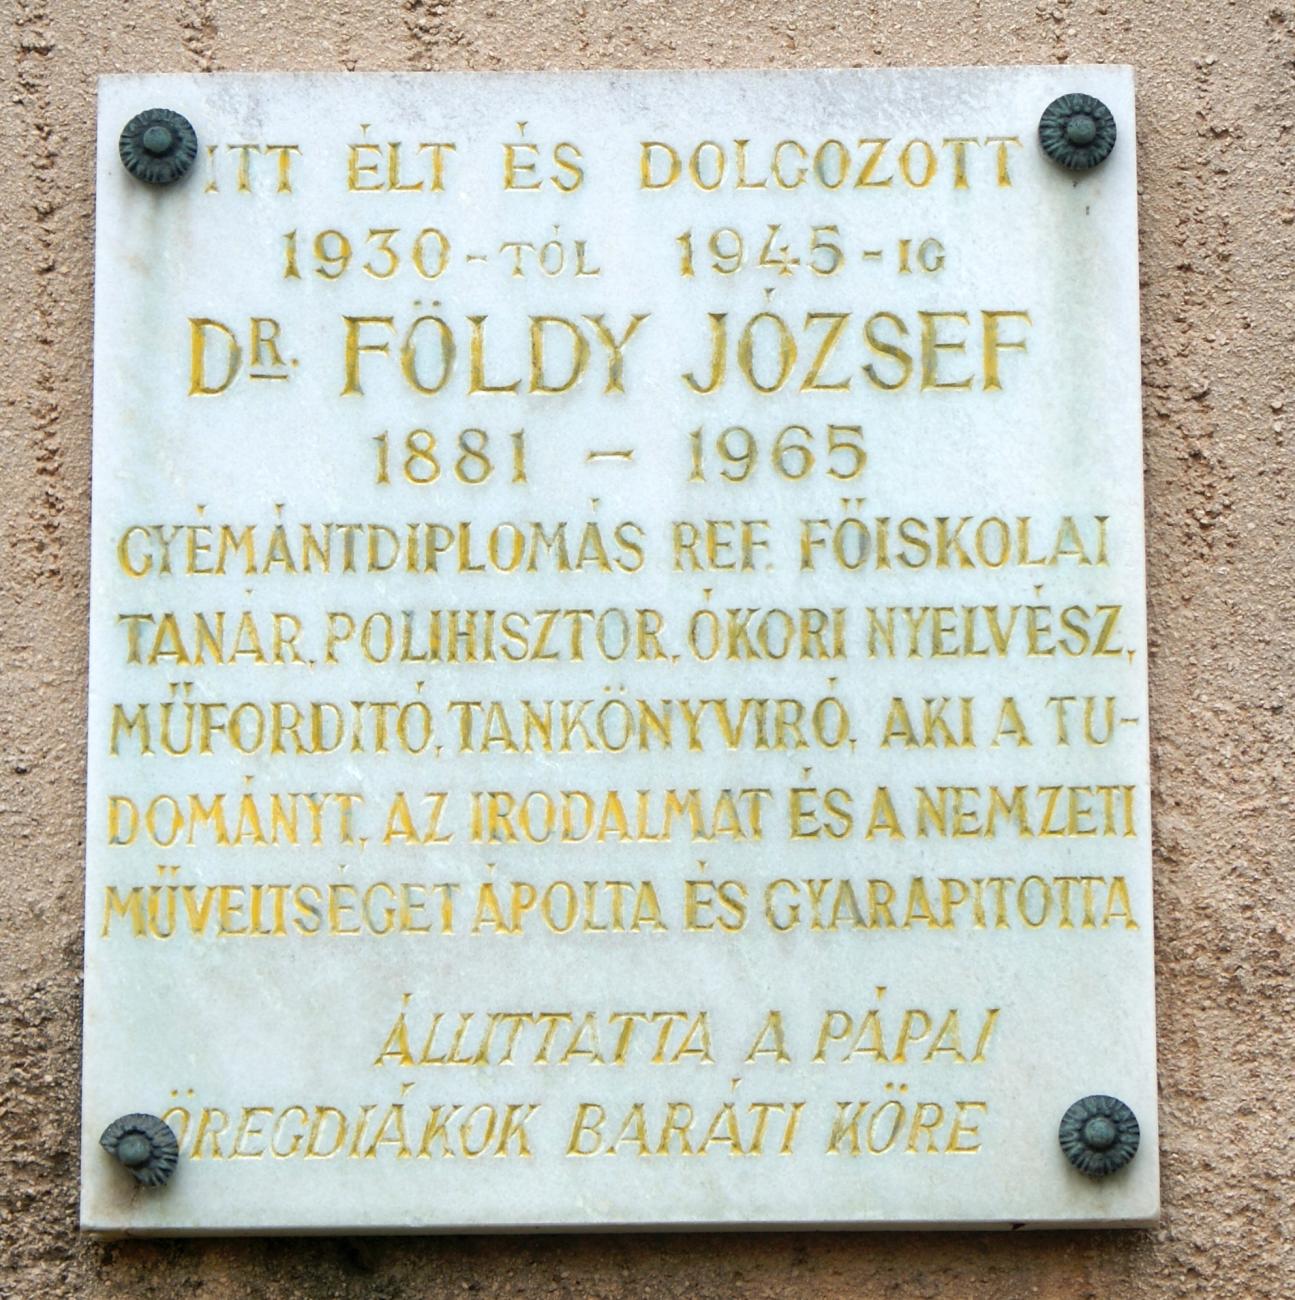 ITT ÉLT ÉS DOLGOZOTT
1930-TÓL 1945-IG
DR. FÖLDY JÓZSEF
1881 – 1965
GYÉMÁNTDIPLOMÁS REF. FÖISKOLAI
TANÁR, POLIHISZTOR, ÓKORI NYELVÉSZ,
MŰFORDITÓ, TANKÖNYVIRÓ, AKI A TU-
DOMÁNYT, AZ IRODALMAT ÉS A NEMZETI
MŰVELTSÉGET ÁPOLTA ÉS GYARAPITOTTA
ÁLLITTATTA A PÁPAI
ÖREGDIÁKOK BARÁTI KÖRE